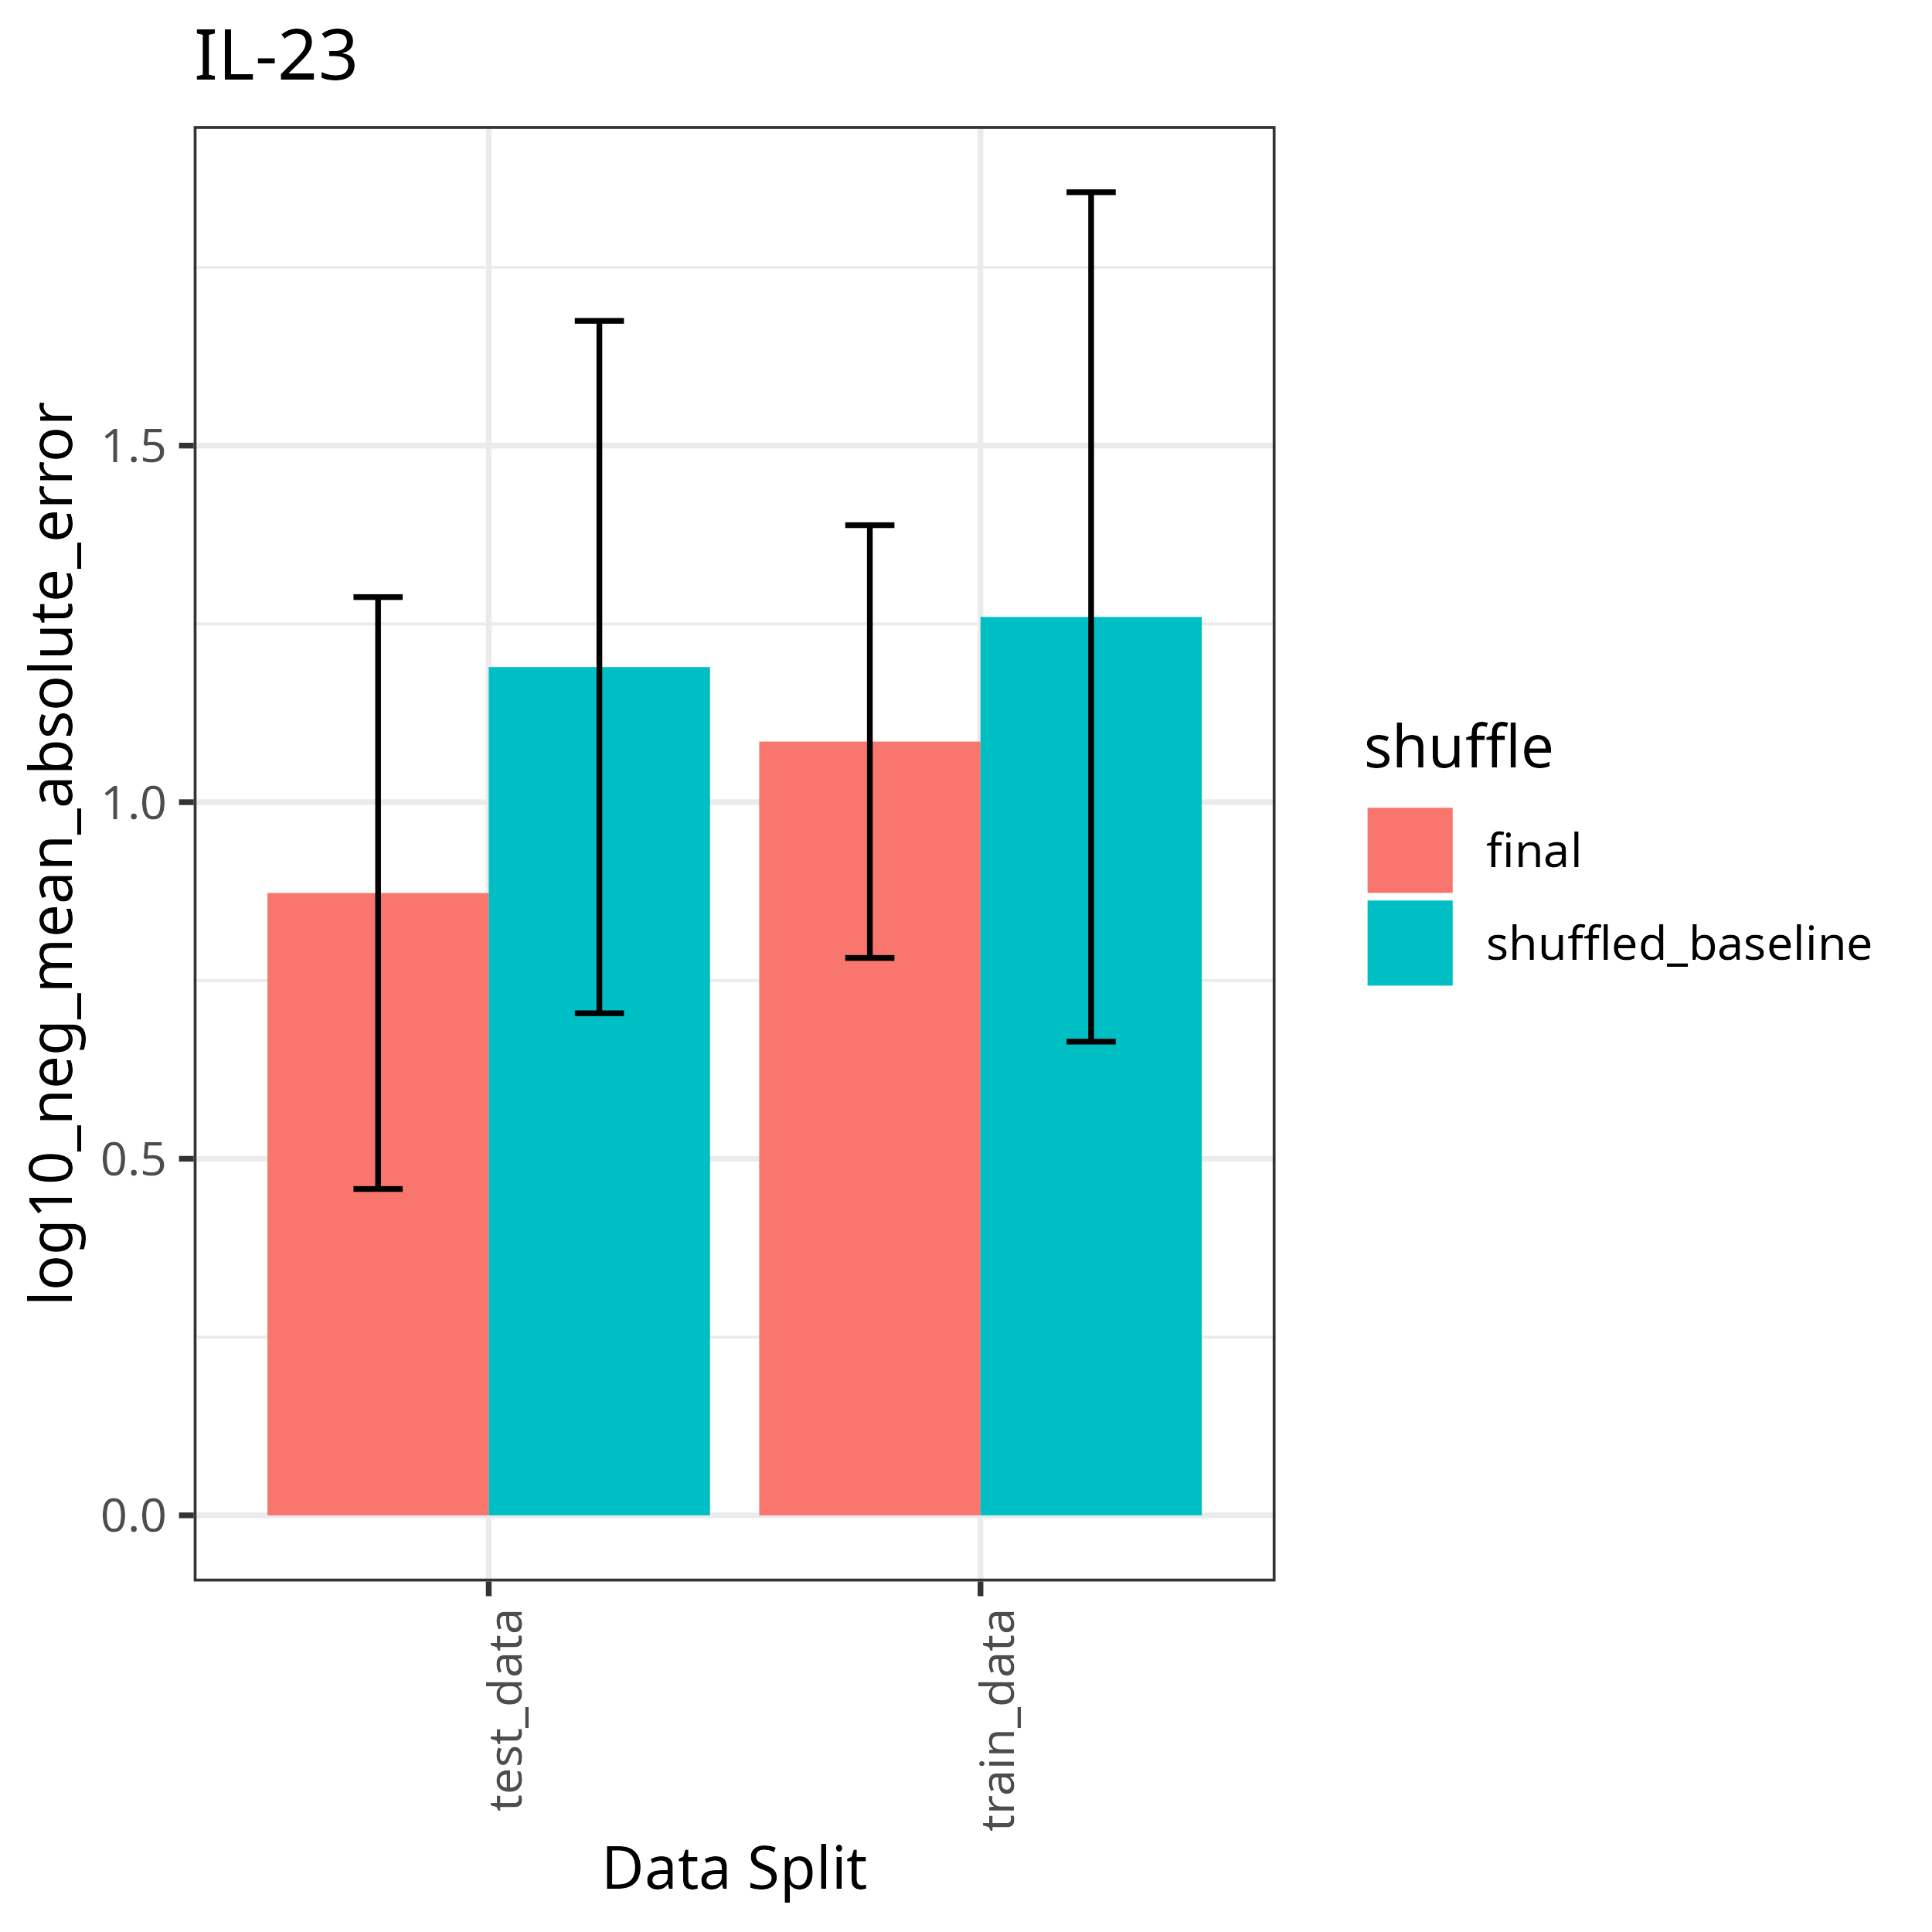 IL-23
log10_neg_mean_absolute_error
1.5
1.0
0.5
0.0
test_data
train_data
Data Split
shuffle
final
shuffled_baseline